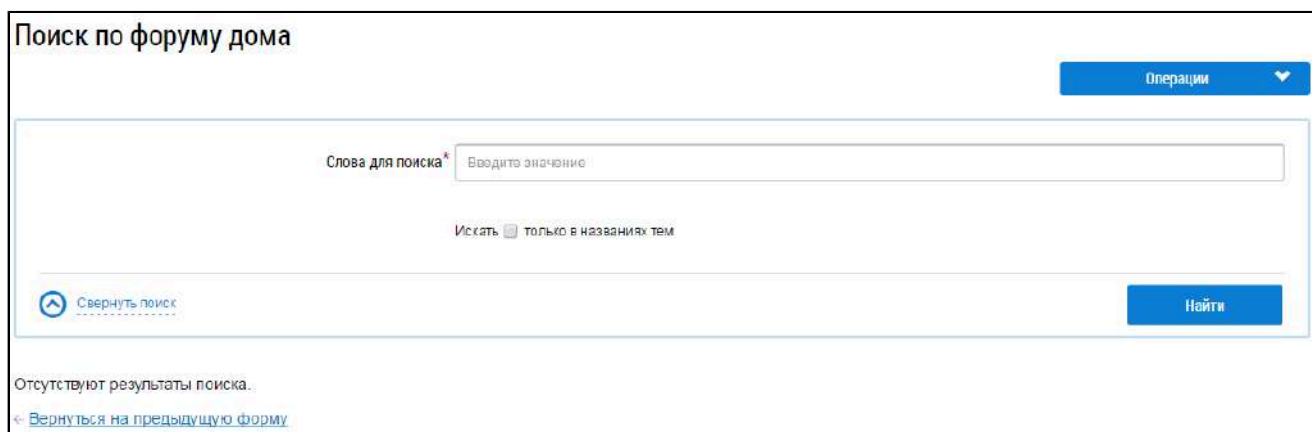 Поиск по форуму дома
Операции
Слова для поиска* Введите значение
Искать только в названиях тем
Свернуть поиск
Найти
Отсутствуют результаты поиска.
← Вернуться на предыдущую форму